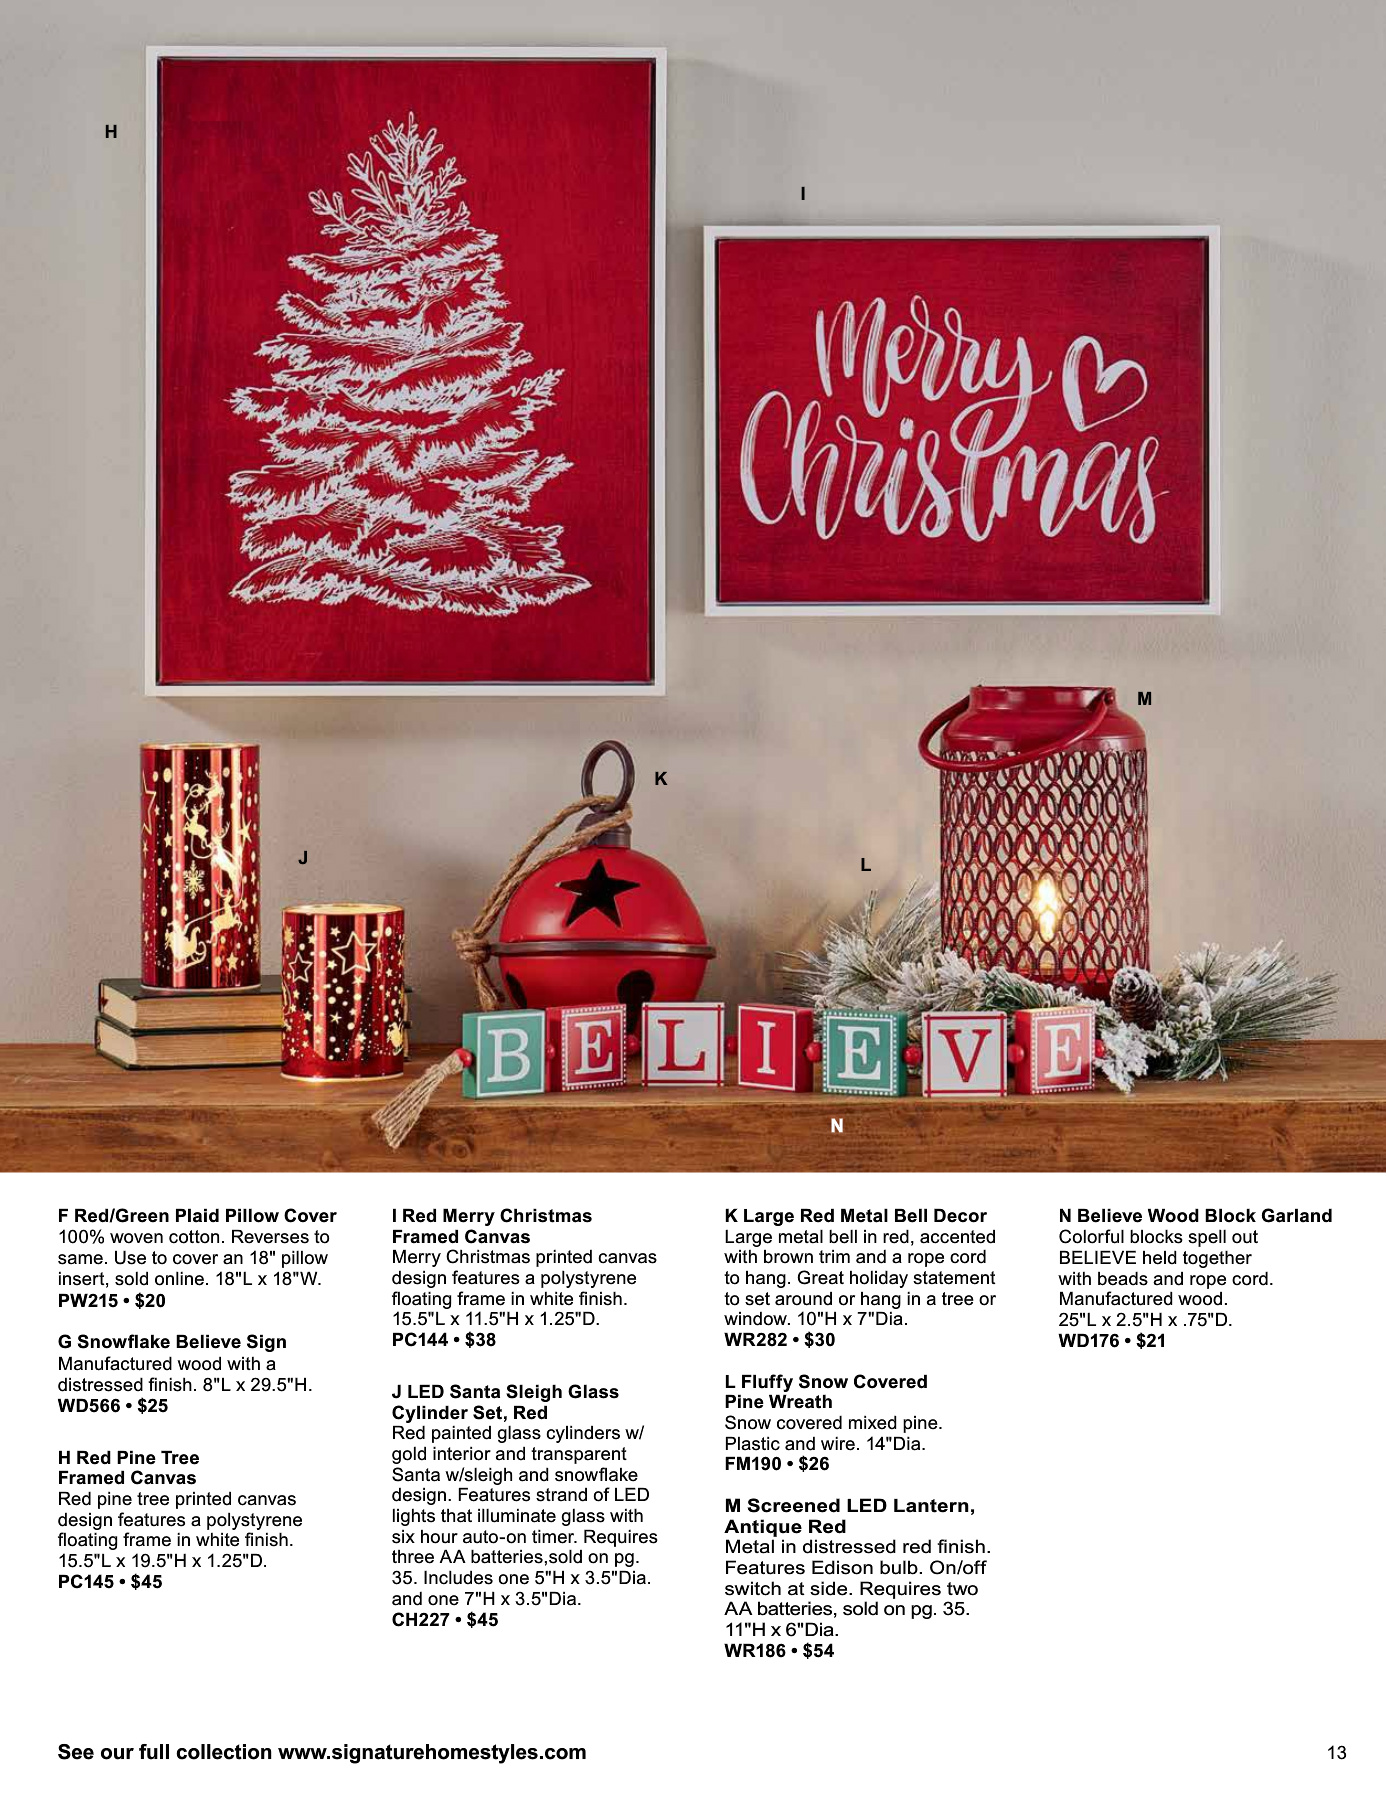 H
I
Merry
Christmas
M
K
J
L
BELIEVE
N
F Red/Green Plaid Pillow Cover
100% woven cotton. Reverses to
same. Use to cover an 18" pillow
insert, sold online. 18"L x 18"W.
PW215 • $20
G Snowflake Believe Sign
Manufactured wood with a
distressed finish. 8"L x 29.5"H.
WD566 • $25
H Red Pine Tree
Framed Canvas
Red pine tree printed canvas
design features a polystyrene
floating frame in white finish.
15.5"L x 19.5"H x 1.25"D.
PC145 • $45
I Red Merry Christmas
Framed Canvas
Merry Christmas printed canvas
design features a polystyrene
floating frame in white finish.
15.5"L x 11.5"H x 1.25"D.
PC144 • $38
J LED Santa Sleigh Glass
Cylinder Set, Red
Red painted glass cylinders w/
gold interior and transparent
Santa w/sleigh and snowflake
design. Features strand of LED
lights that illuminate glass with
six hour auto-on timer. Requires
three AA batteries,sold on pg.
35. Includes one 5"H x 3.5"Dia.
and one 7"H x 3.5"Dia.
CH227 • $45
K Large Red Metal Bell Decor
Large metal bell in red, accented
with brown trim and a rope cord
to hang. Great holiday statement
to set around or hang in a tree or
window. 10"H x 7"Dia.
WR282 • $30
L Fluffy Snow Covered
Pine Wreath
Snow covered mixed pine.
Plastic and wire. 14"Dia.
FM190 • $26
M Screened LED Lantern,
Antique Red
Metal in distressed red finish.
Features Edison bulb. On/off
switch at side. Requires two
AA batteries, sold on pg. 35.
11"H x 6"Dia.
WR186 • $54
N Believe Wood Block Garland
Colorful blocks spell out
BELIEVE held together
with beads and rope cord.
Manufactured wood.
25"L x 2.5"H x .75"D.
WD176 • $21
See our full collection www.signaturehomestyles.com
13